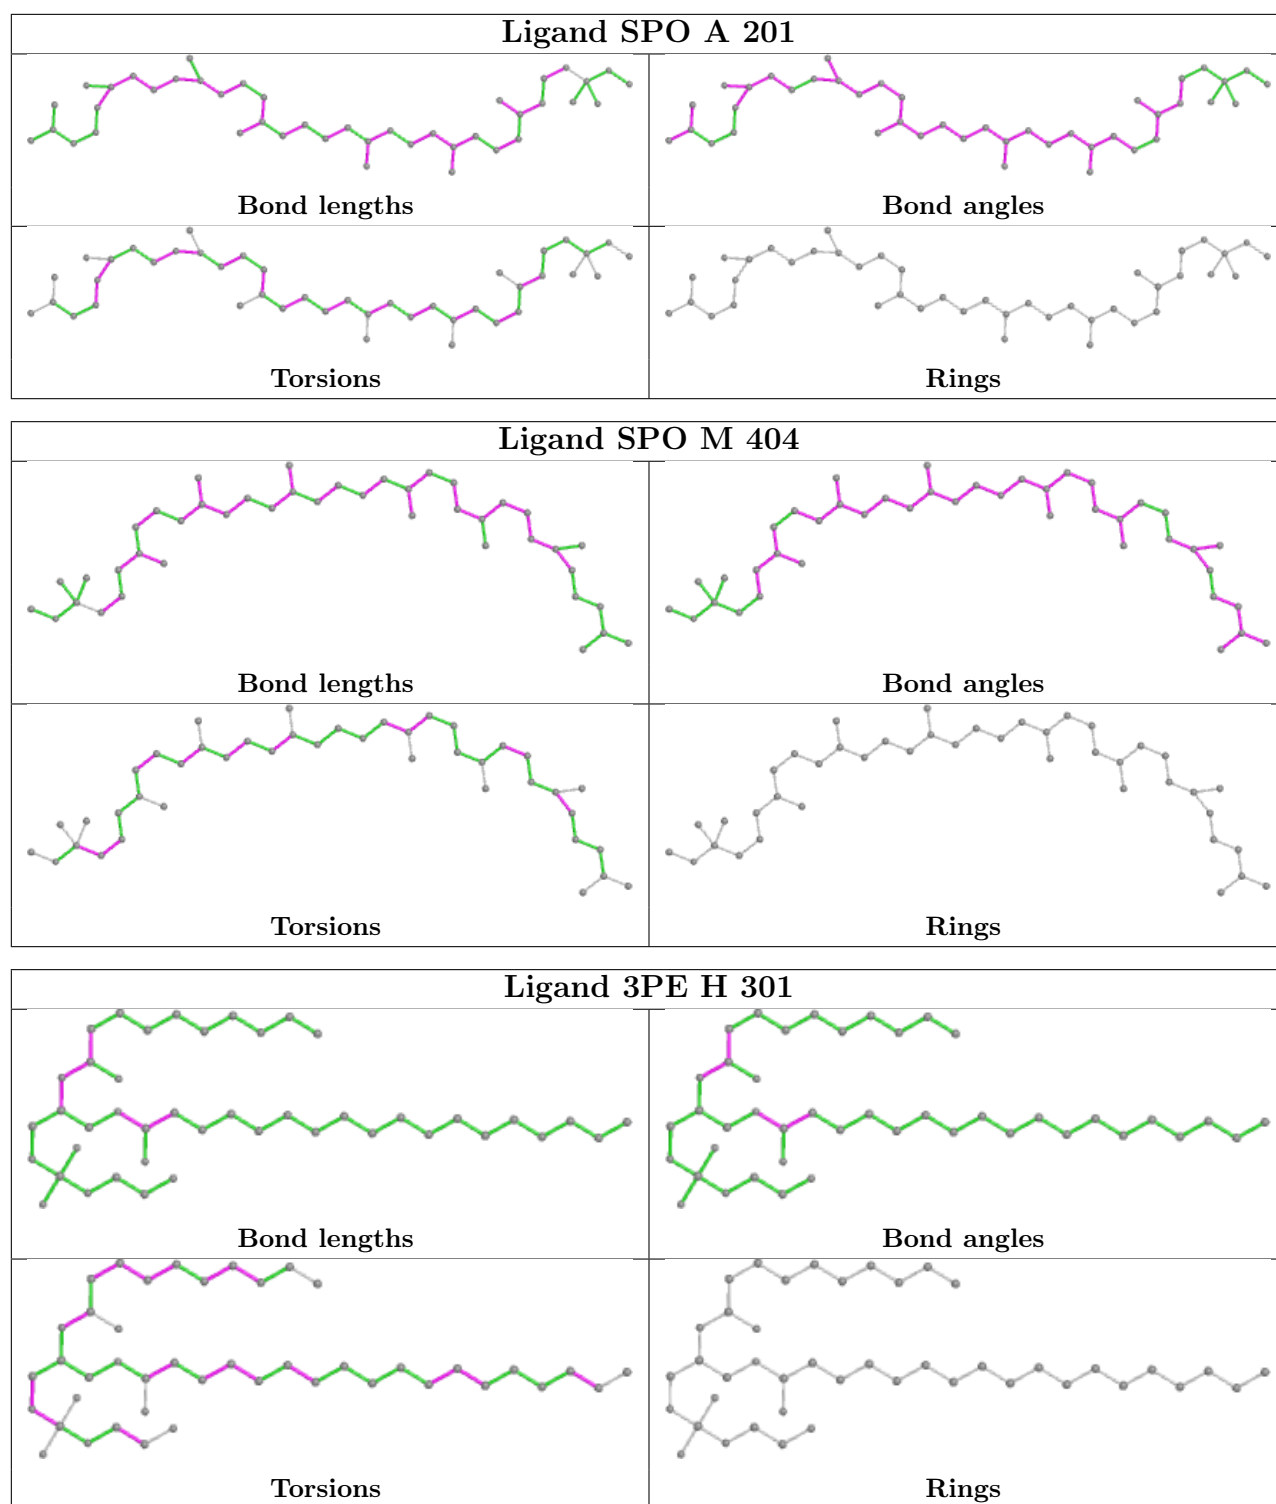 Ligand SPO A 201
Bond lengths
Bond angles
Torsions
Rings
Ligand SPO M 404
Bond lengths
Bond angles
Torsions
Rings
Ligand 3PE H 301
Bond lengths
Bond angles
Torsions
Rings